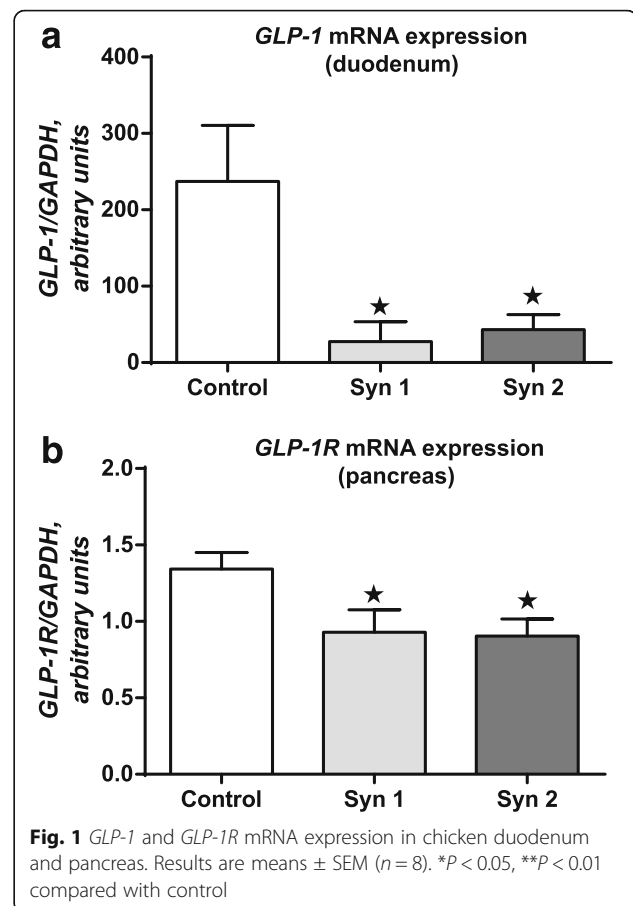 a
GLP-1 mRNA expression
(duodenum)
GLP-1/GAPDH,
arbitrary units
400
300
200
100
0
★
★
Control Syn 1 Syn 2
b
GLP-1R mRNA expression
(pancreas)
GLP-1R/GAPDH,
arbitrary units
2.0
1.5
1.0
0.5
0.0
★
★
Control Syn 1 Syn 2
Fig. 1 GLP-1 and GLP-1R mRNA expression in chicken duodenum
and pancreas. Results are means ± SEM (n = 8). *P < 0.05, **P < 0.01
compared with control